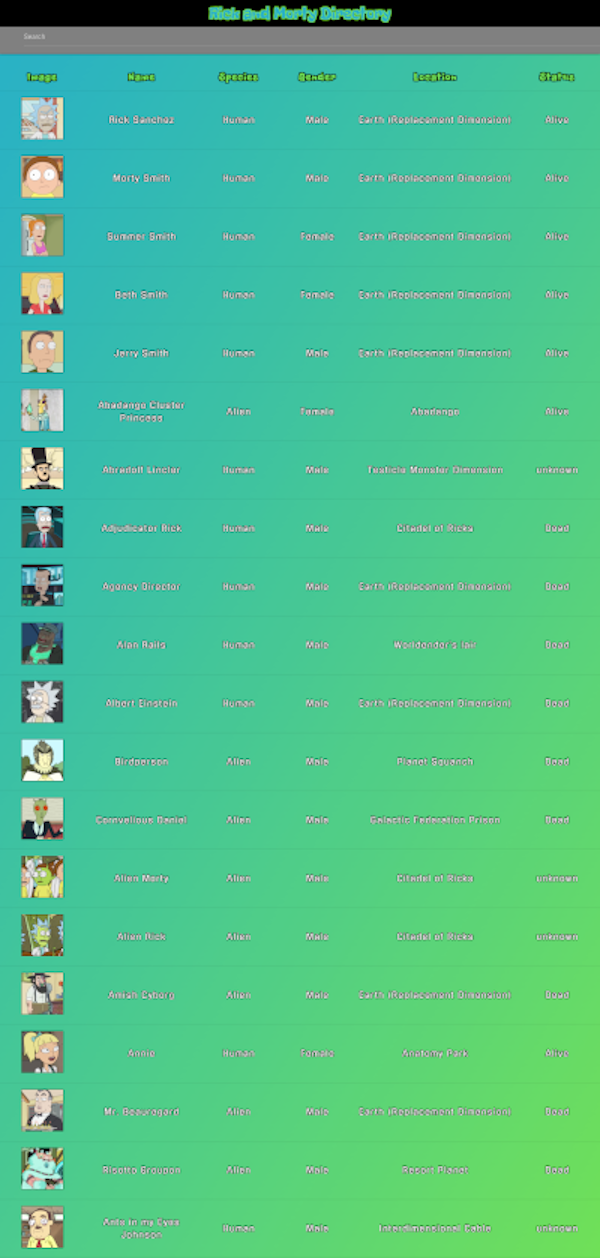 Rick and Morty Directory
Search
Image Name Species Gender Location Status
Rick Sanchez Human Male Earth (Replacement Dimension) Alive
Morty Smith Human Male Earth (Replacement Dimension) Alive
Summer Smith Human Female Earth (Replacement Dimension) Alive
Beth Smith Human Female Earth (Replacement Dimension) Alive
Jerry Smith Human Male Earth (Replacement Dimension) Alive
Abadango Cluster
Princess Alien Female Abadango Alive
Abradolf Lincler Human Male Testicle Monster Dimension unknown
Adjudicator Rick Human Male Citadel of Ricks Dead
Agency Director Human Male Earth (Replacement Dimension) Dead
Alan Rails Human Male Worldender's lair Dead
Albert Einstein Human Male Earth (Replacement Dimension) Dead
Birdperson Alien Male Planet Squanch Dead
Cornvelious Daniel Alien Male Galactic Federation Prison Dead
Alien Morty Alien Male Citadel of Ricks unknown
Alien Rick Alien Male Citadel of Ricks unknown
Amish Cyborg Alien Male Earth (Replacement Dimension) Dead
Annie Human Female Anatomy Park Alive
Mr. Beauregard Alien Male Earth (Replacement Dimension) Dead
Risotto Groupon Alien Male Resort Planet Dead
Ants in my Eyes
Johnson Human Male Interdimensional Cable